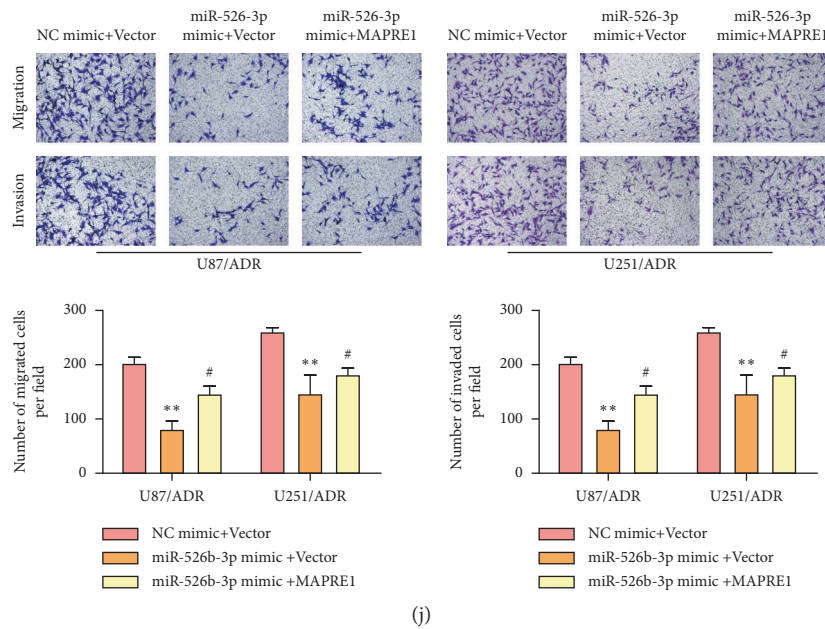 NC mimic+Vector
miR-526-3p
mimic+Vector
miR-526-3p
mimic+MAPRE1
NC mimic+Vector
miR-526-3p
mimic+Vector
miR-526-3p
mimic+MAPRE1
Migration
Invasion
U87/ADR
U251/ADR
Number of migrated cells
per field
300
200
100
0
**
#
**
#
U87/ADR
U251/ADR
NC mimic+Vector
miR-526b-3p mimic +Vector
miR-526b-3p mimic +MAPRE1
Number of invaded cells
per field
300
200
100
0
**
#
**
#
U87/ADR
U251/ADR
NC mimic+Vector
miR-526b-3p mimic +Vector
miR-526b-3p mimic +MAPRE1
(j)